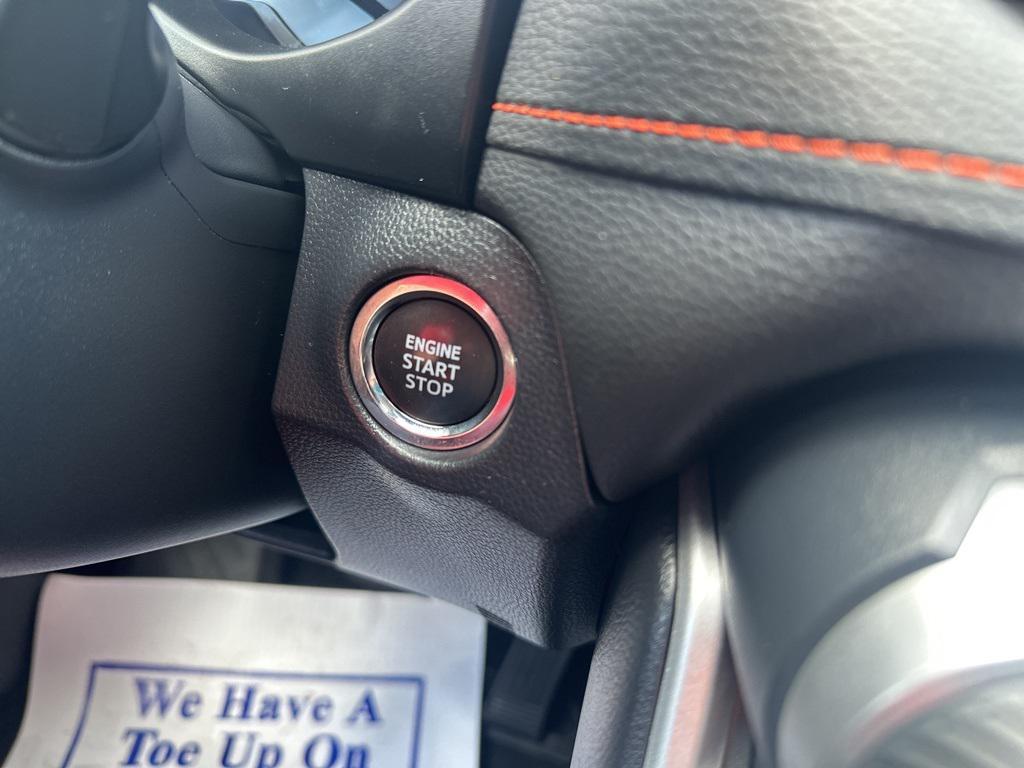 ENGINE
START
STOP
We Have A
Toe Up On